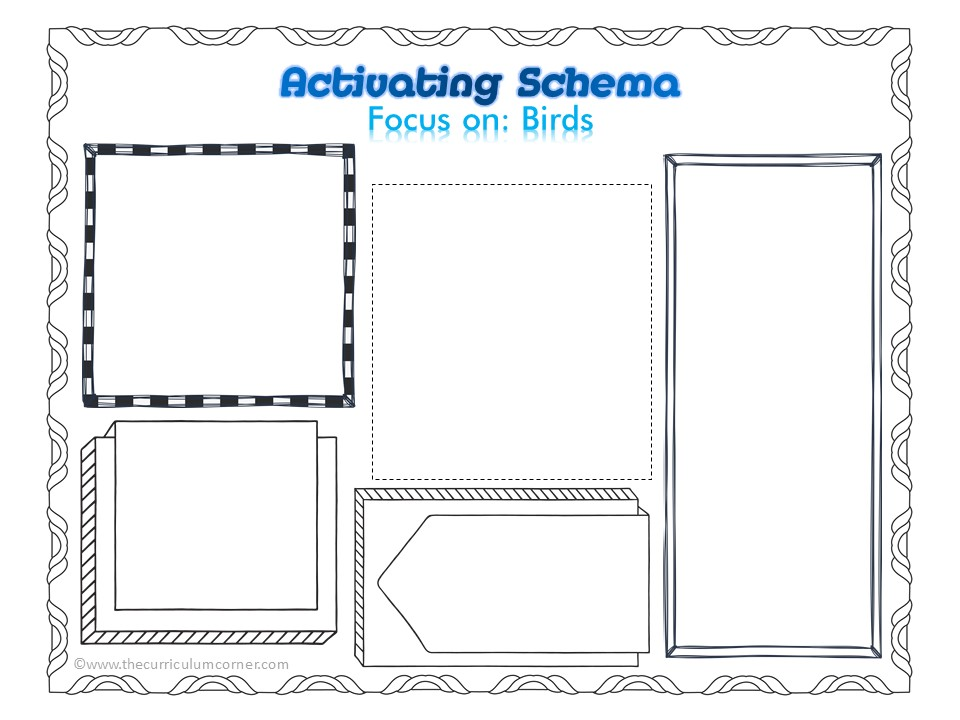 Activating Schema
Focus on: Birds
©www.thecurriculumcorner.com